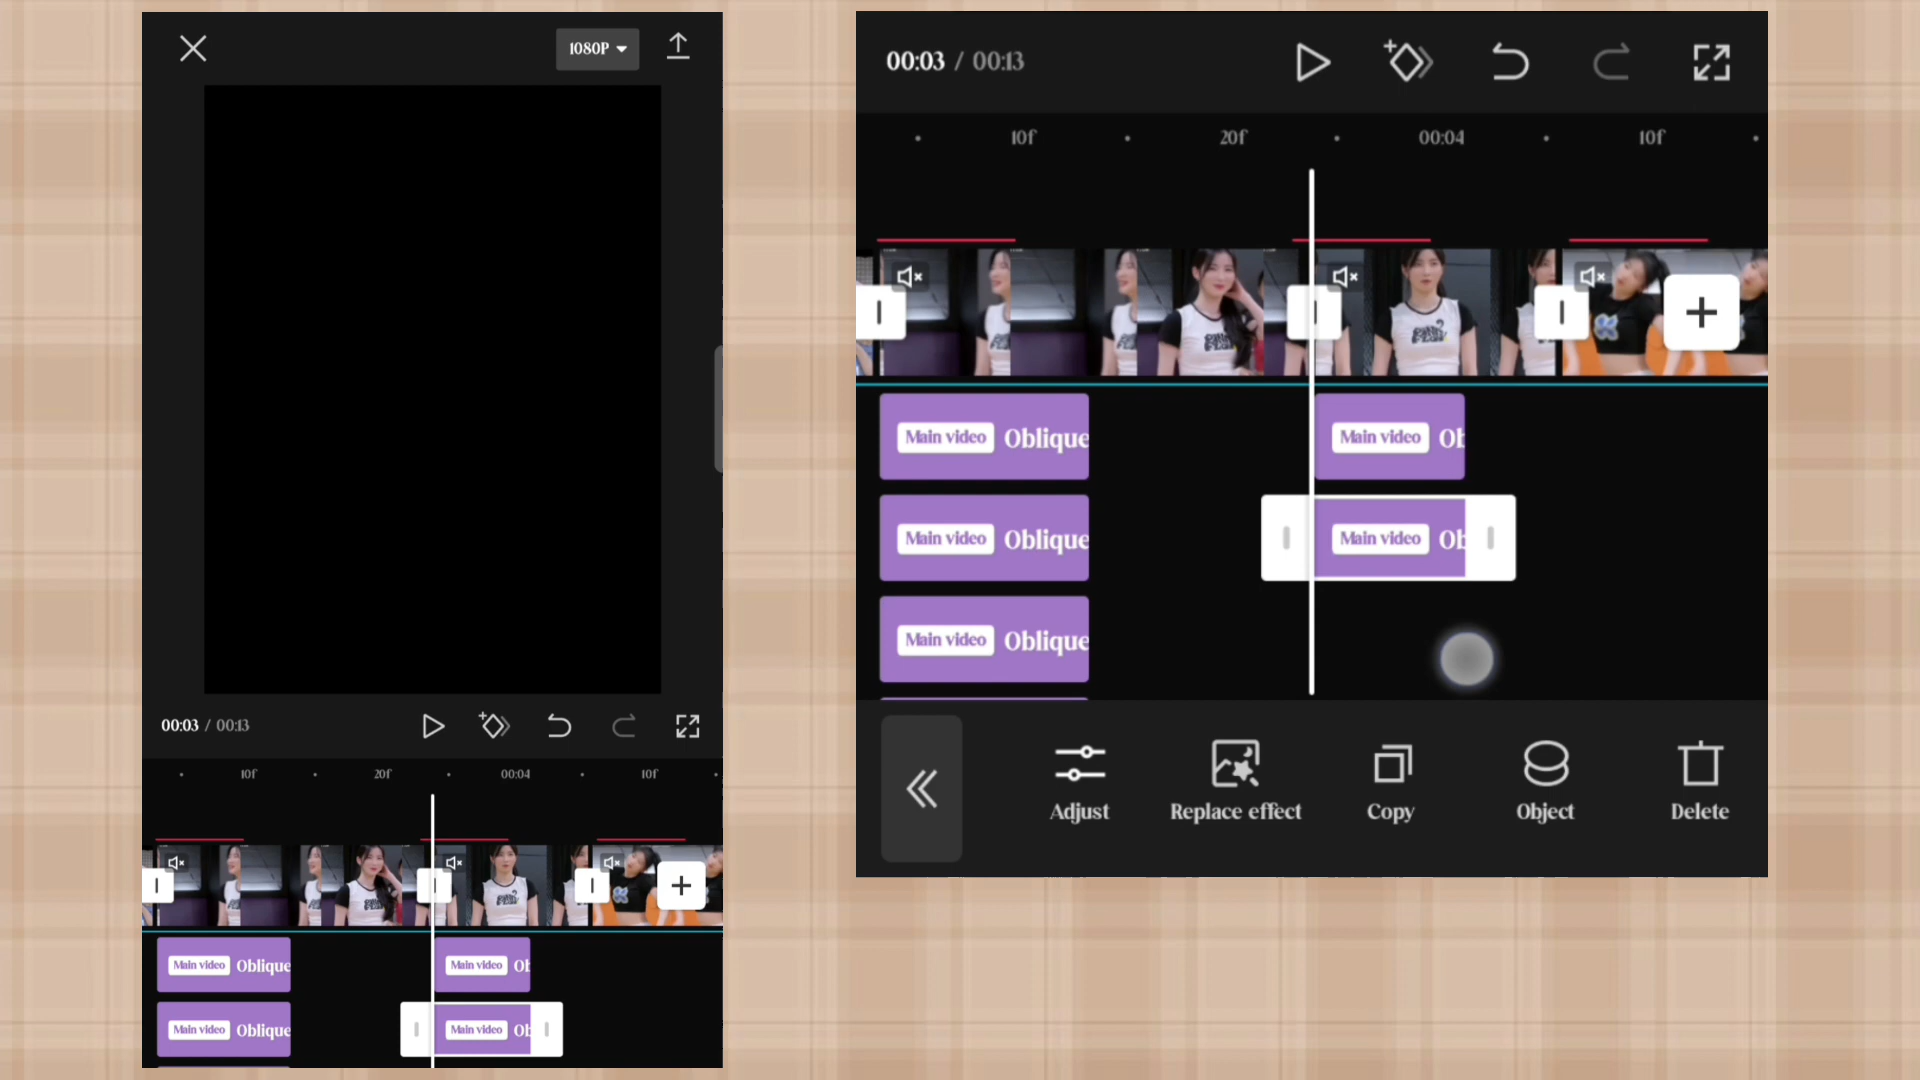 1080P
00:03 / 00:13
10f 20f 00:04 10f
Main video Oblique
Main video Ob
Main video Oblique
Main video Ob
00:03 / 00:13
10f 20f 00:04 10f
Main video Oblique
Main video Ob
Main video Oblique
Main video Ob
Main video Oblique
Adjust
Replace effect
Copy
Object
Delete